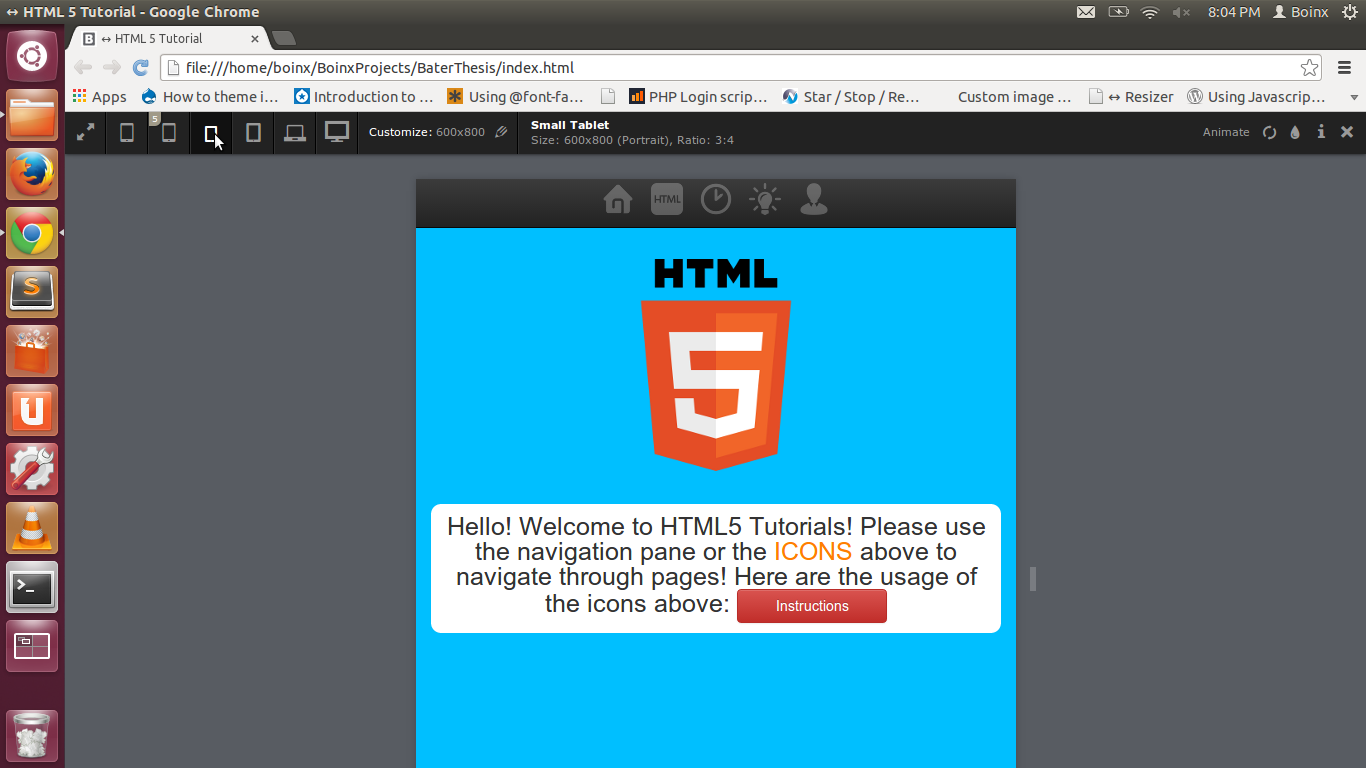 ↔ HTML 5 Tutorial - Google Chrome
8:04 PM Boinx
B ↔ HTML 5 Tutorial ×
file:///home/boinx/BoinxProjects/BaterThesis/index.html
Apps How to theme i... Introduction to ... Using @font-fa... PHP Login scrip... Star / Stop / Re... Custom image ... ↔ Resizer Using Javascrip...
5
Customize: 600x800
Small Tablet
Size: 600x800 (Portrait), Ratio: 3:4
Animate
HTML
HTML
5
Hello! Welcome to HTML5 Tutorials! Please use
the navigation pane or the ICONS above to
navigate through pages! Here are the usage of
the icons above: Instructions